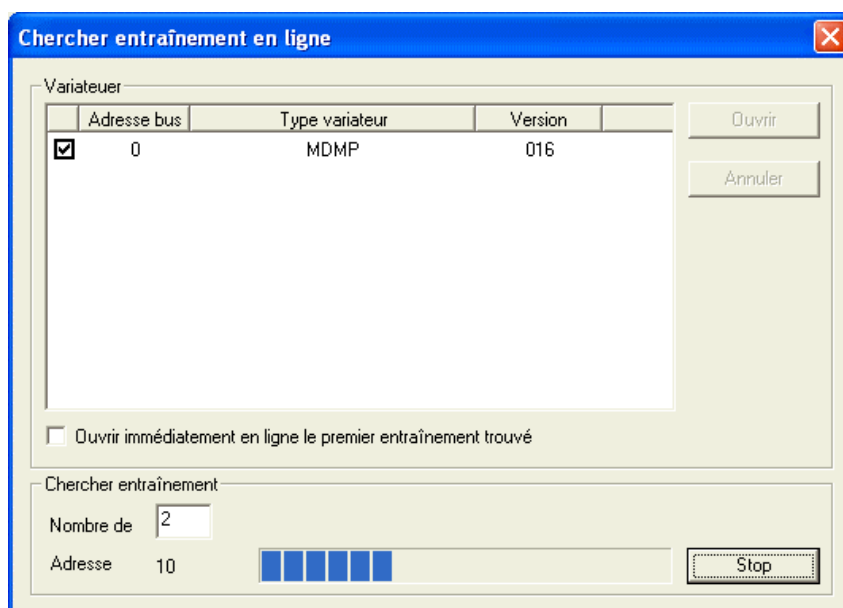 Chercher entraînement en ligne
Variateuer
Adresse bus Type variateur Version
0 MDMP 016
Ouvrir
Annuler
Ouvrir immédiatement en ligne le premier entraînement trouvé
Chercher entraînement
Nombre de 2
Adresse 10
Stop